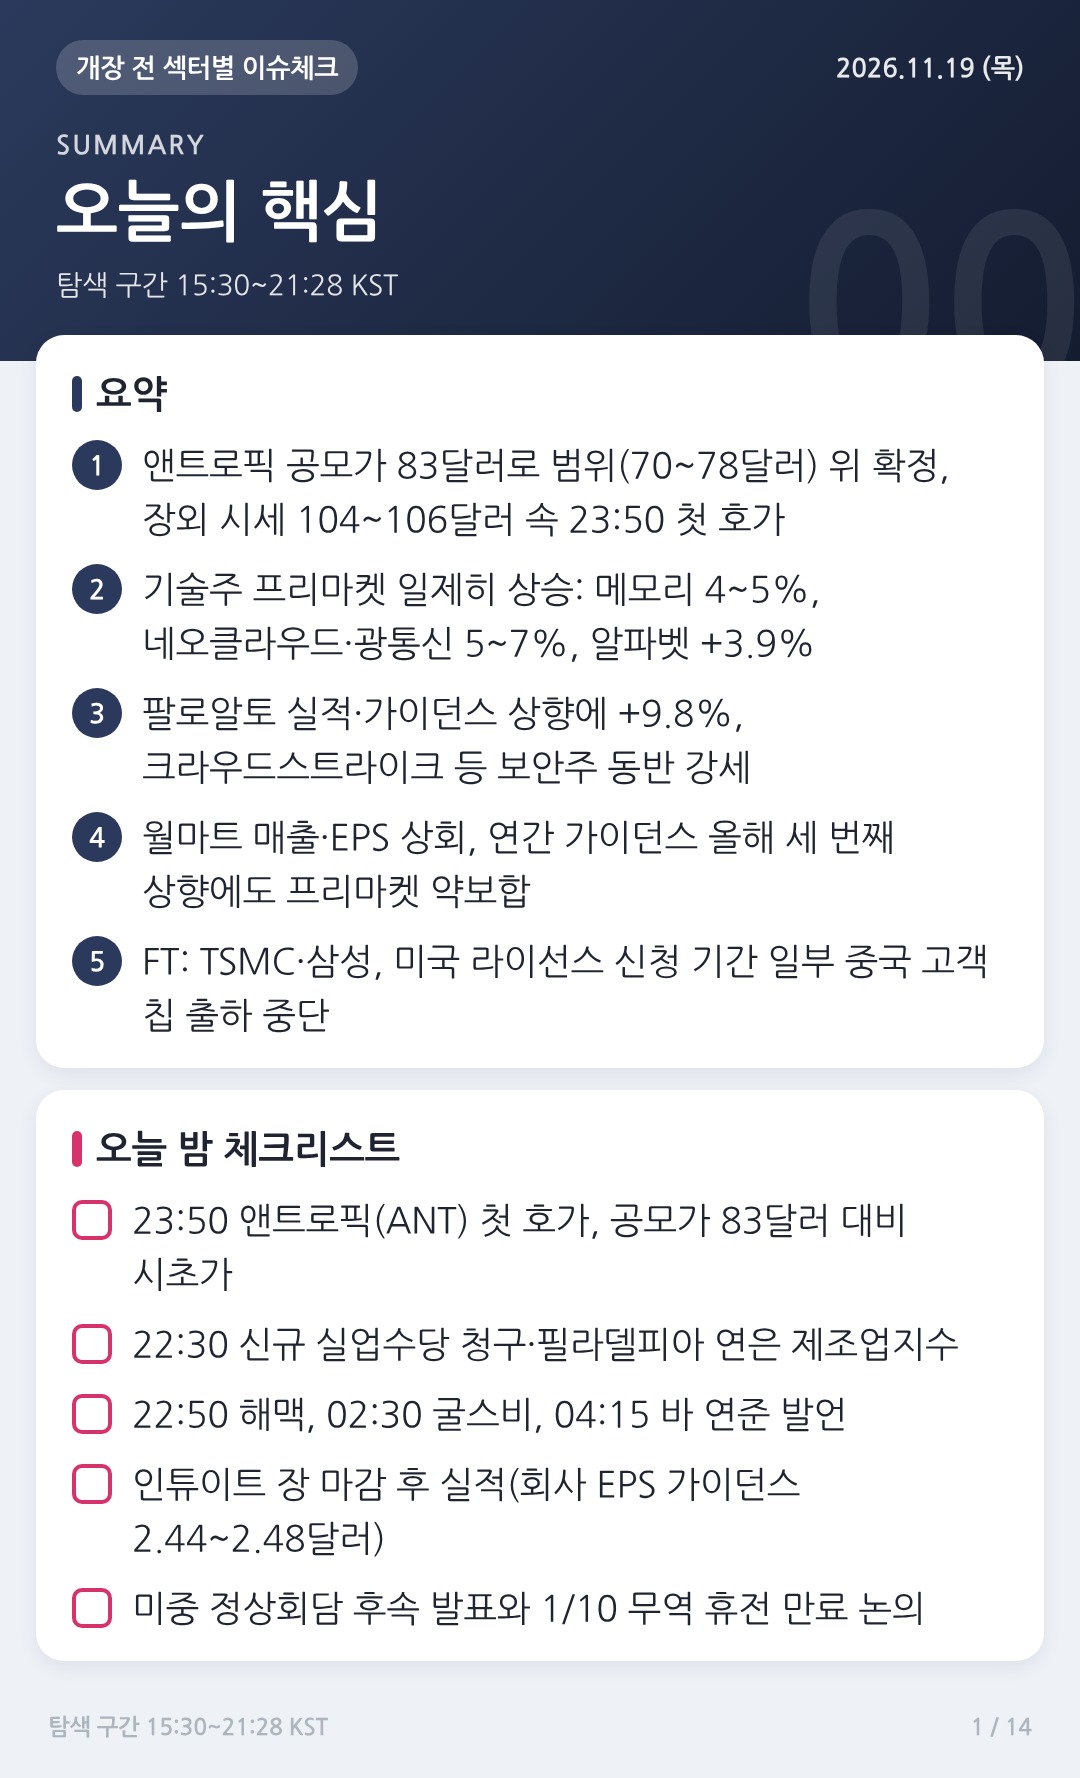 개장 전 섹터별 이슈체크
2026.11.19 (목)
SUMMARY
오늘의 핵심
탐색 구간 15:30~21:28 KST
00
요약
1 앤트로픽 공모가 83달러로 범위(70~78달러) 위 확정,
장외 시세 104~106달러 속 23:50 첫 호가
2 기술주 프리마켓 일제히 상승: 메모리 4~5%,
네오클라우드·광통신 5~7%, 알파벳 +3.9%
3 팔로알토 실적·가이던스 상향에 +9.8%,
크라우드스트라이크 등 보안주 동반 강세
4 월마트 매출·EPS 상회, 연간 가이던스 올해 세 번째
상향에도 프리마켓 약보합
5 FT: TSMC·삼성, 미국 라이선스 신청 기간 일부 중국 고객
칩 출하 중단
오늘 밤 체크리스트
23:50 앤트로픽(ANT) 첫 호가, 공모가 83달러 대비
시초가
22:30 신규 실업수당 청구·필라델피아 연은 제조업지수
22:50 해맥, 02:30 굴스비, 04:15 바 연준 발언
인튜이트 장 마감 후 실적(회사 EPS 가이던스
2.44~2.48달러)
미중 정상회담 후속 발표와 1/10 무역 휴전 만료 논의
탐색 구간 15:30~21:28 KST
1 / 14